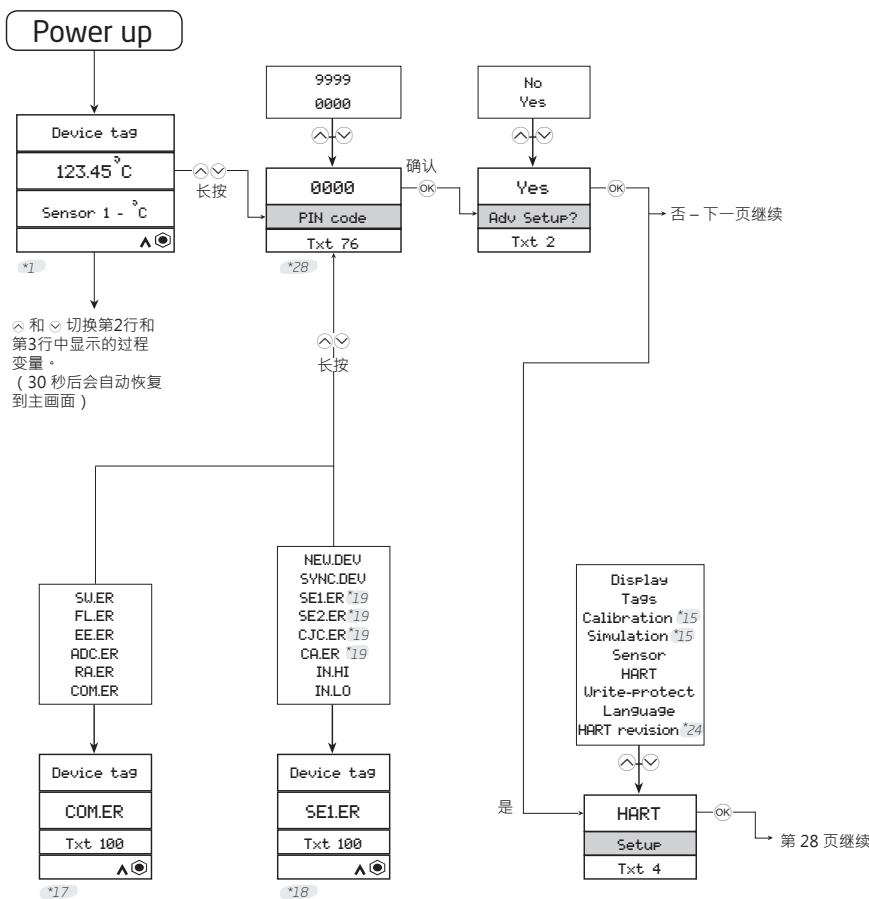 Power up
Device tag
123.45°C
Sensor 1 - °C
*1
和 切换第2行和
第3行中显示的过程
变量。
(30 秒后会自动恢复
到主画面)
长按
9999
0000
0000
PIN code
Txt 76
*28
确认
OK
No
Yes
Yes
Adv Setup?
Txt 2
OK
否 – 下一页继续
长按
SW.ER
FL.ER
EE.ER
ADC.ER
RA.ER
COM.ER
Device tag
COM.ER
Txt 100
*17
NEW.DEV
SYNC.DEV
SE1.ER *19
SE2.ER *19
CJC.ER *19
CA.ER *19
IN.HI
IN.LO
Device tag
SE1.ER
Txt 100
*18
Display
Tags
Calibration *15
Simulation *15
Sensor
HART
Write-protect
Language
HART revision *24
是
HART
Setup
Txt 4
OK
第 28 页继续